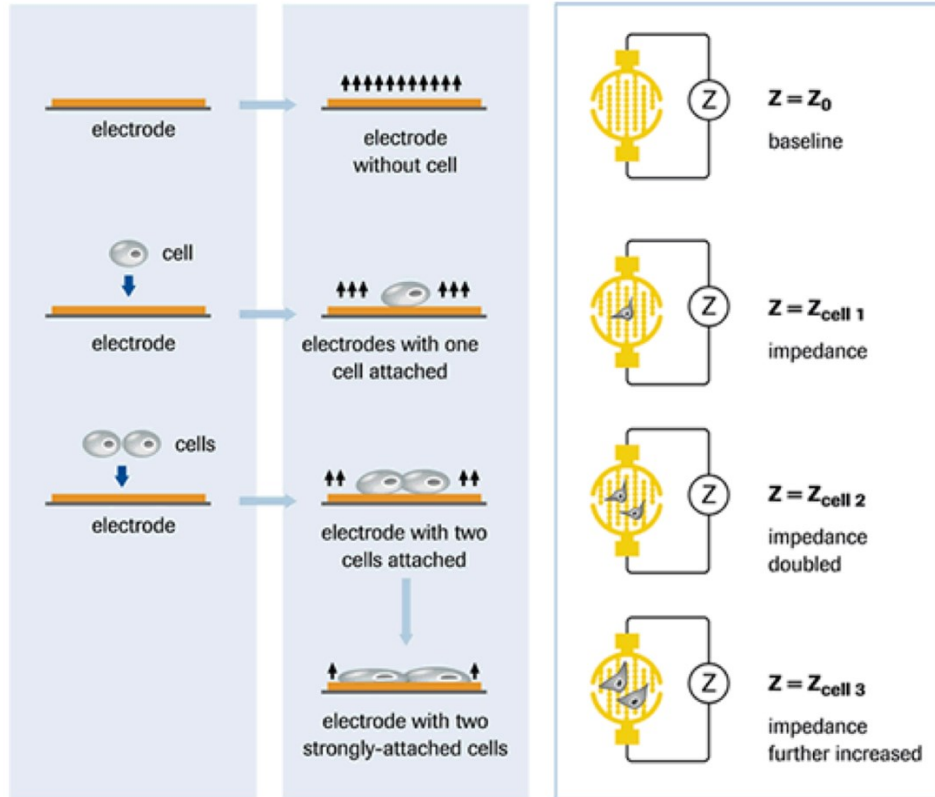 electrode
electrode
without cell
Z
Z = Z0
baseline
cell
electrode
electrodes with one
cell attached
Z
Z = Zcell 1
impedance
cells
electrode
electrode with two
cells attached
Z
Z = Zcell 2
impedance
doubled
electrode with two
strongly-attached cells
Z
Z = Zcell 3
impedance
further increased